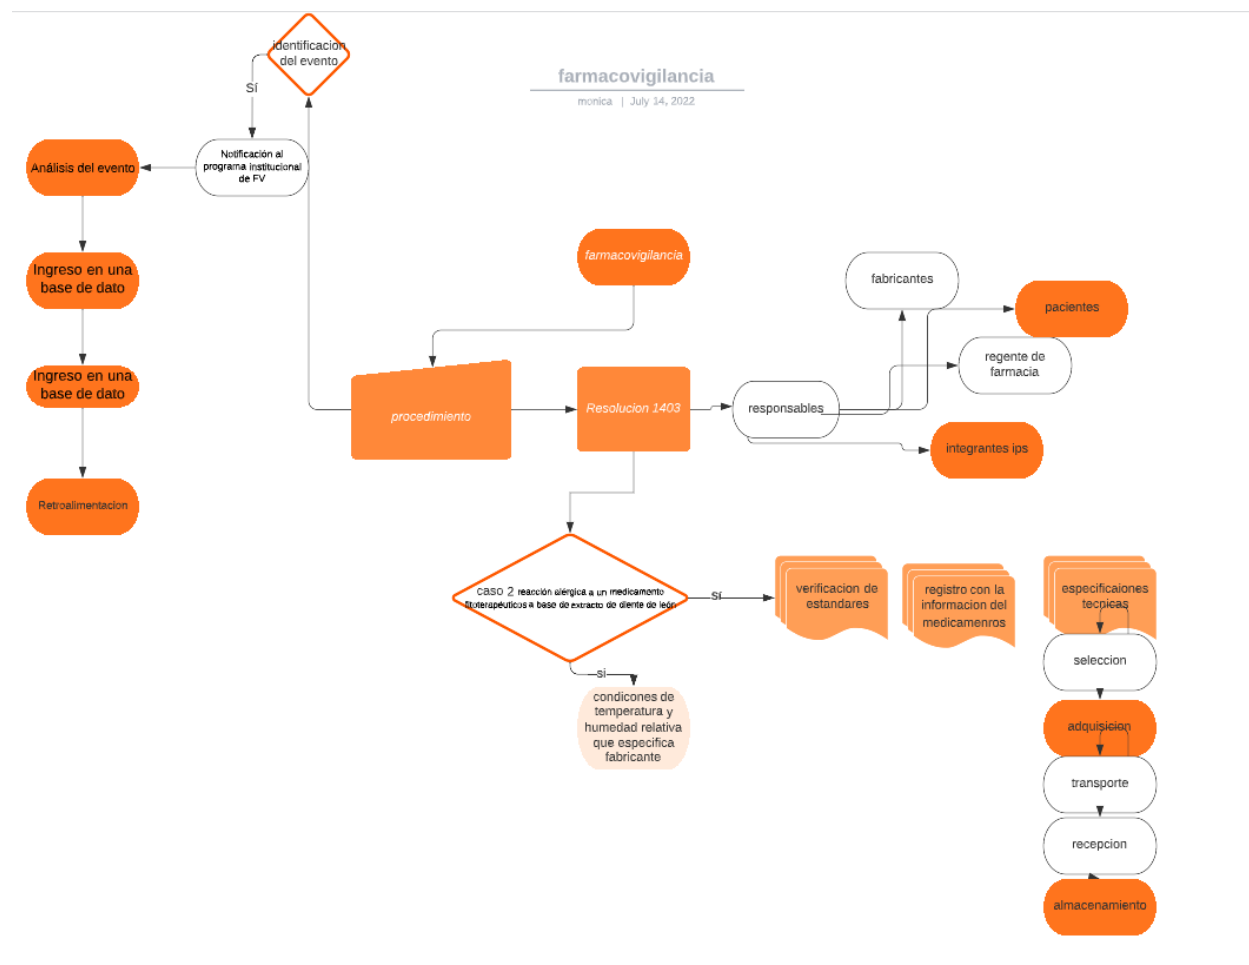 identificacion
del evento
farmacovigilancia
monica | July 14, 2022
Sí
Notificación al
programa institucional
de FV
Análisis del evento
Ingreso en una
base de dato
Ingreso en una
base de dato
Retroalimentacion
farmacovigilancia
procedimiento
Resolucion 1403
responsables
fabricantes
pacientes
regente de
farmacia
integrantes ips
caso 2 reacción alérgica a un medicamento
fitoterapéuticos a base de extracto de diente de león
Sí
si
condicones de
temperatura y
humedad relativa
que especifica
fabricante
verificacion de
estandares
registro con la
informacion del
medicamenros
especificaiones
tecnicas
seleccion
adquisicion
transporte
recepcion
almacenamiento